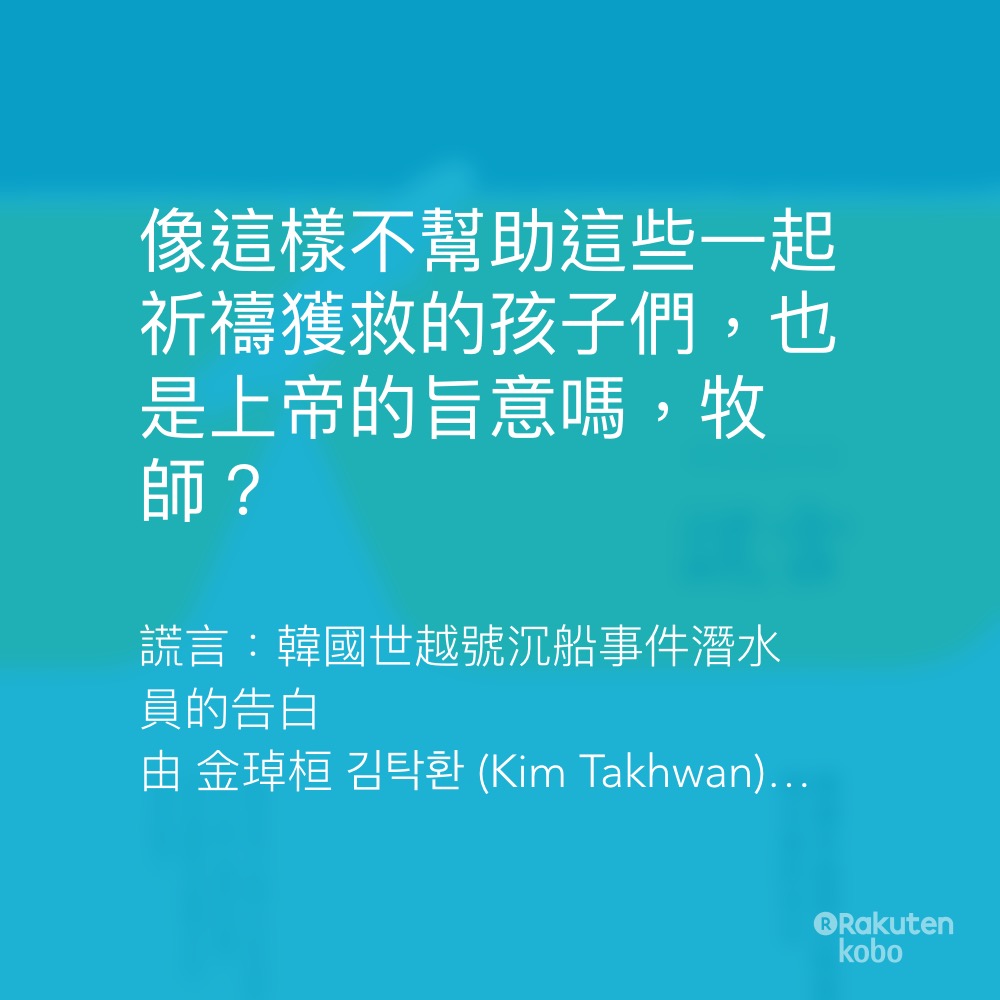 像這樣不幫助這些一起
祈禱獲救的孩子們，也
是上帝的旨意嗎，牧
師？
謊言：韓國世越號沉船事件潛水
員的告白
由 金琸桓 김탁환 (Kim Takhwan)…
Rakuten
kobo